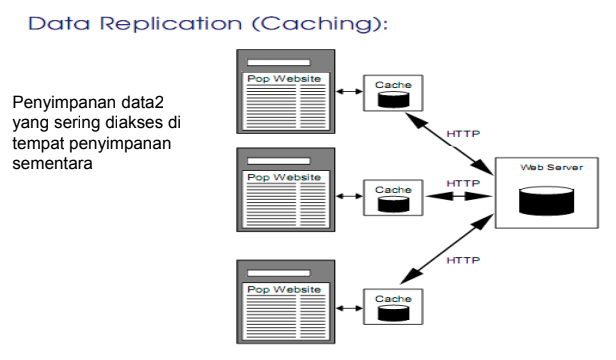 Data Replication (Caching):
Penyimpanan data2
yang sering diakses di
tempat penyimpanan
sementara
Pop Website
Cache
HTTP
Pop Website
Cache
HTTP
Web Server
Pop Website
Cache
HTTP